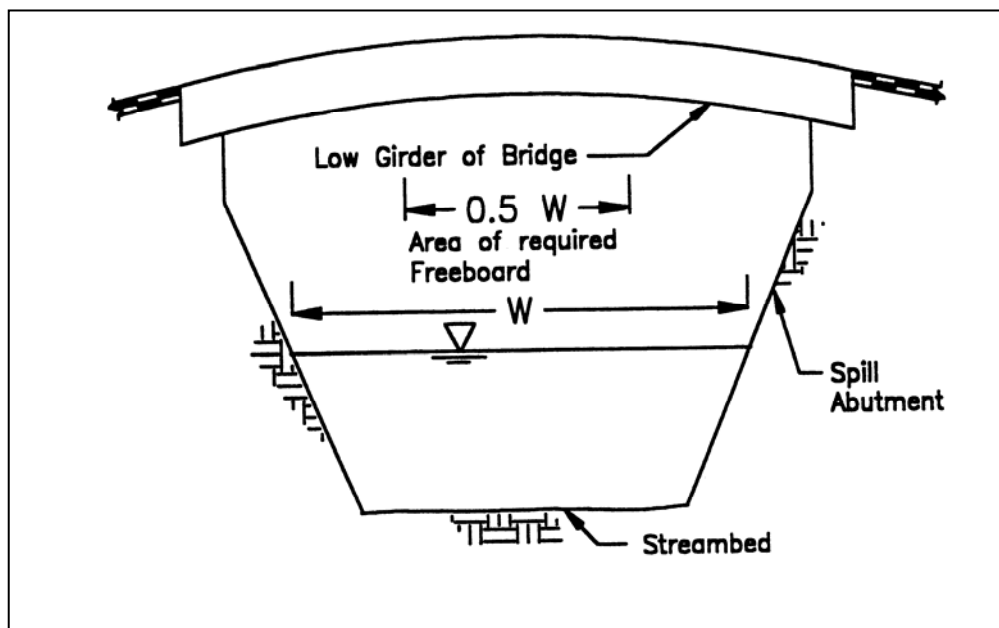 Low Girder of Bridge
0.5 W
Area of required
Freeboard
W
Spill
Abutment
Streambed